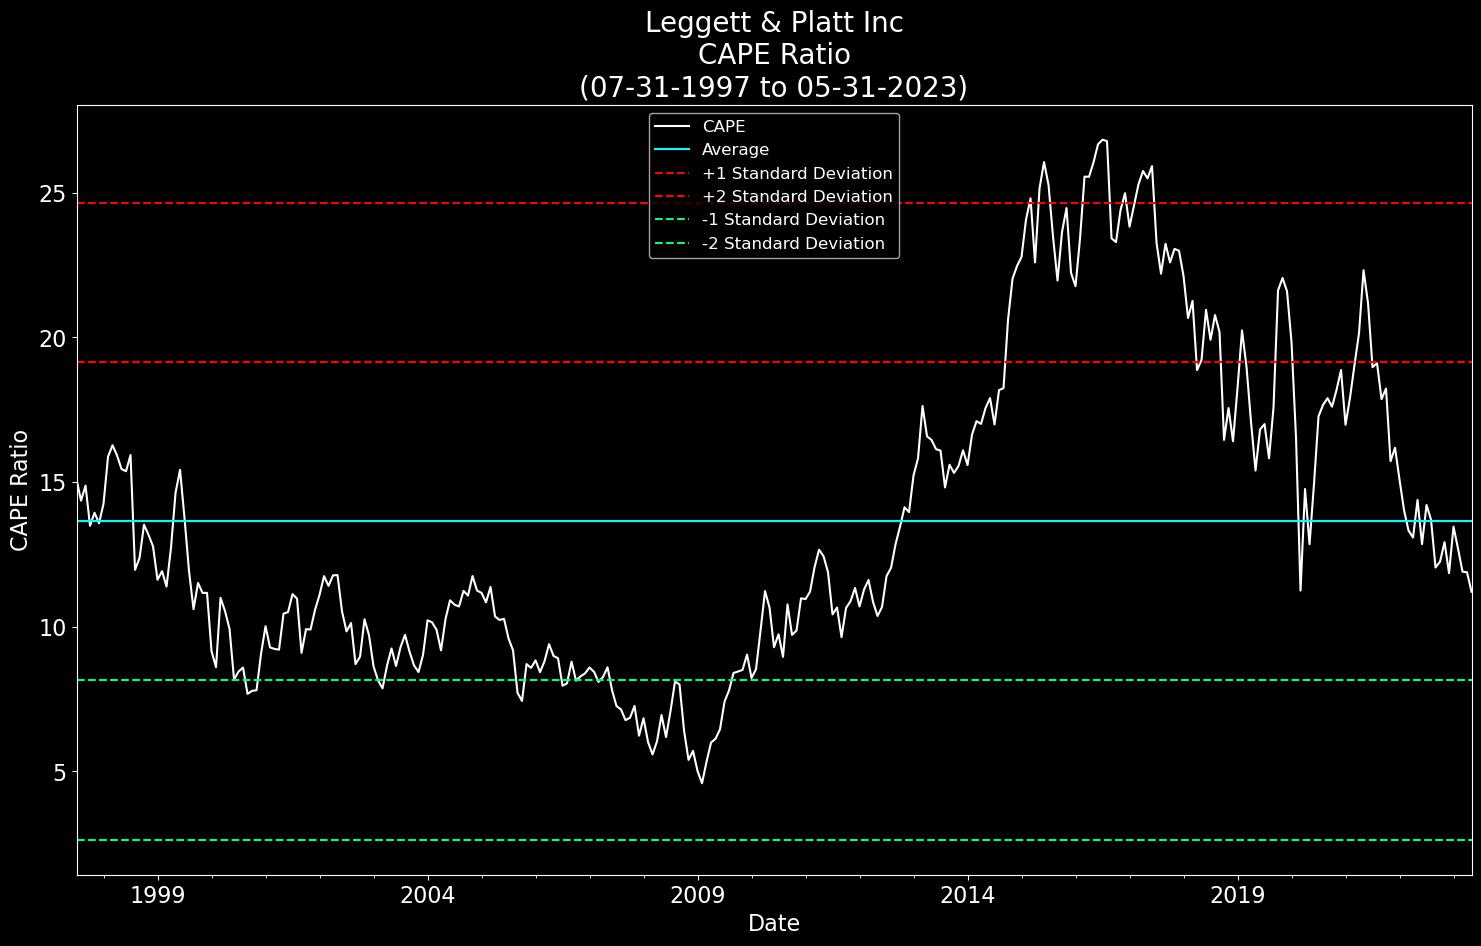 Leggett & Platt Inc
CAPE Ratio
(07-31-1997 to 05-31-2023)
CAPE
Average
+1 Standard Deviation
+2 Standard Deviation
-1 Standard Deviation
-2 Standard Deviation
25
20
15
10
5
CAPE Ratio
1999 2004 2009 2014 2019
Date